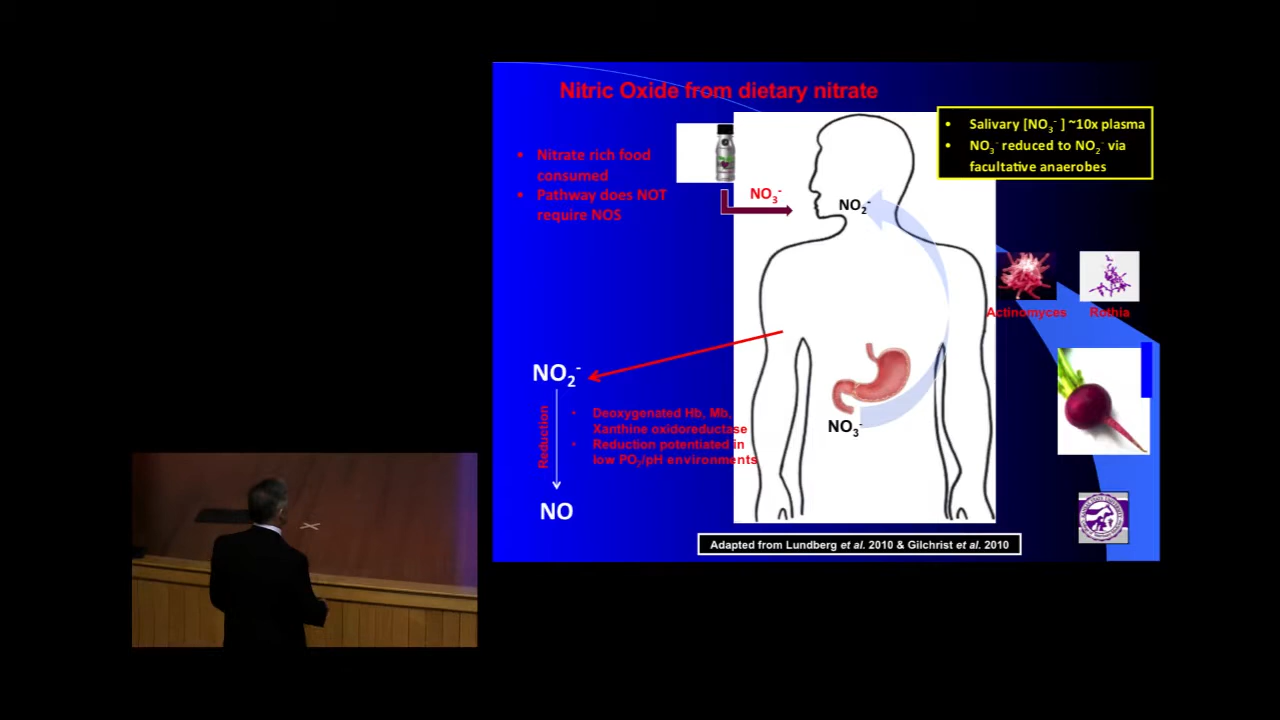 Nitric Oxide from dietary nitrate
• Nitrate rich food
consumed
• Pathway does NOT
require NOS
NO₃⁻
• Salivary [NO₃⁻ ] ~10x plasma
• NO₃⁻ reduced to NO₂⁻ via
facultative anaerobes
NO₂⁻
Actinomyces
Rothia
NO₃⁻
NO₂⁻
Reduction
• Deoxygenated Hb, Mb,
Xanthine oxidoreductase
• Reduction potentiated in
low PO₂/pH environments
NO
Adapted from Lundberg et al. 2010 & Gilchrist et al. 2010